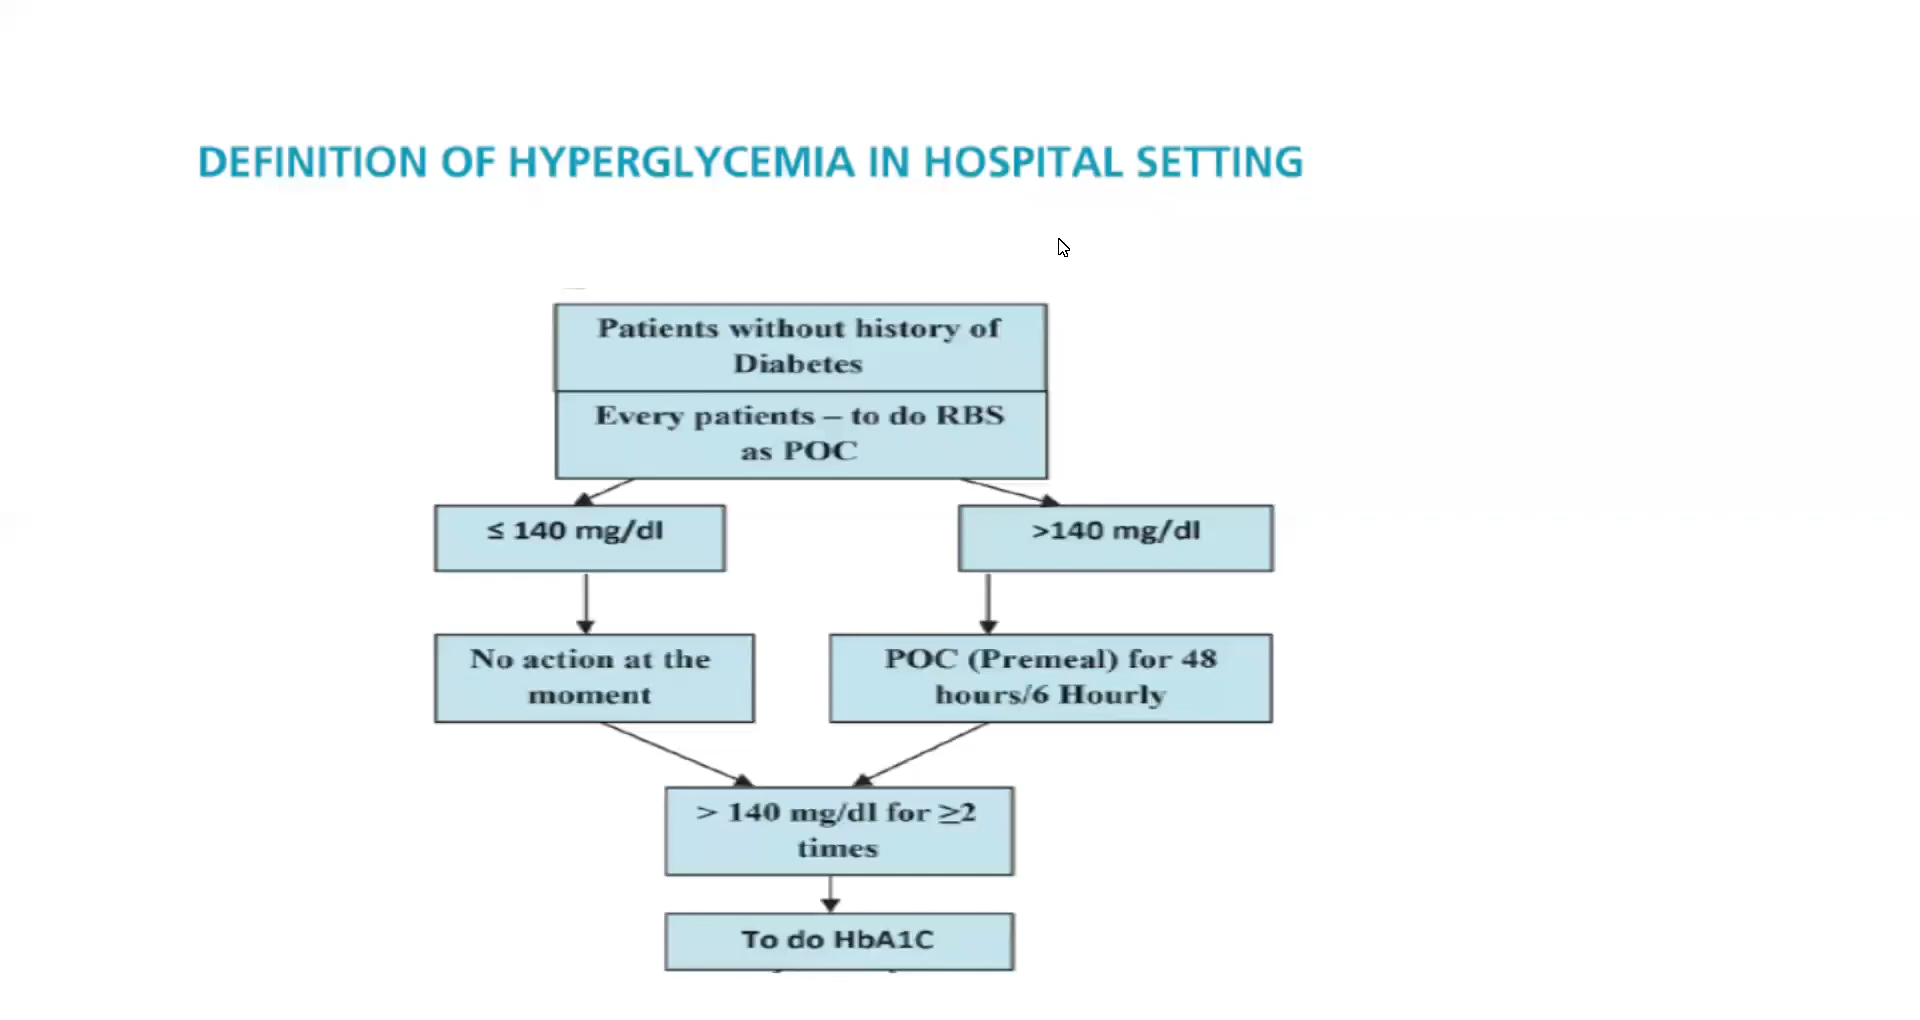 DEFINITION OF HYPERGLYCEMIA IN HOSPITAL SETTING
Patients without history of
Diabetes
Every patients – to do RBS
as POC
≤ 140 mg/dl
>140 mg/dl
No action at the
moment
POC (Premeal) for 48
hours/6 Hourly
> 140 mg/dl for ≥2
times
To do HbA1C